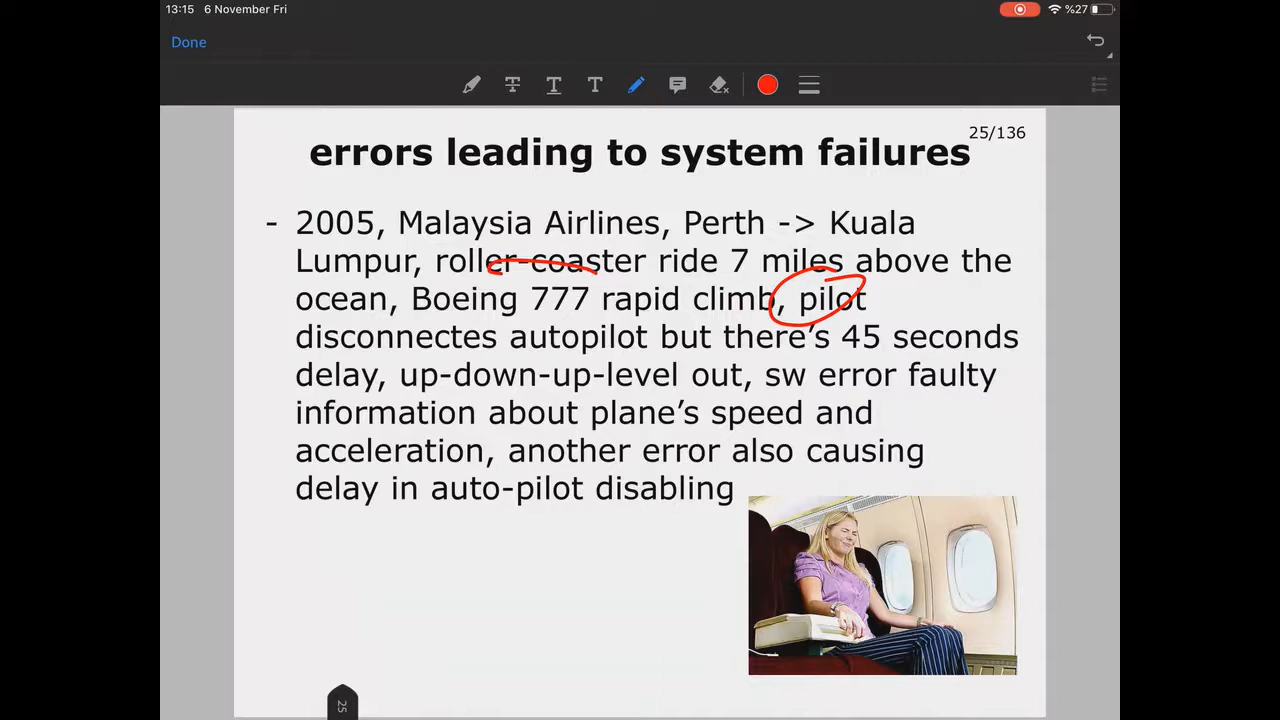 13:15 6 November Fri %27
Done
T T T
25/136
errors leading to system failures
- 2005, Malaysia Airlines, Perth -> Kuala
Lumpur, roller-coaster ride 7 miles above the
ocean, Boeing 777 rapid climb, pilot
disconnectes autopilot but there's 45 seconds
delay, up-down-up-level out, sw error faulty
information about plane's speed and
acceleration, another error also causing
delay in auto-pilot disabling
25